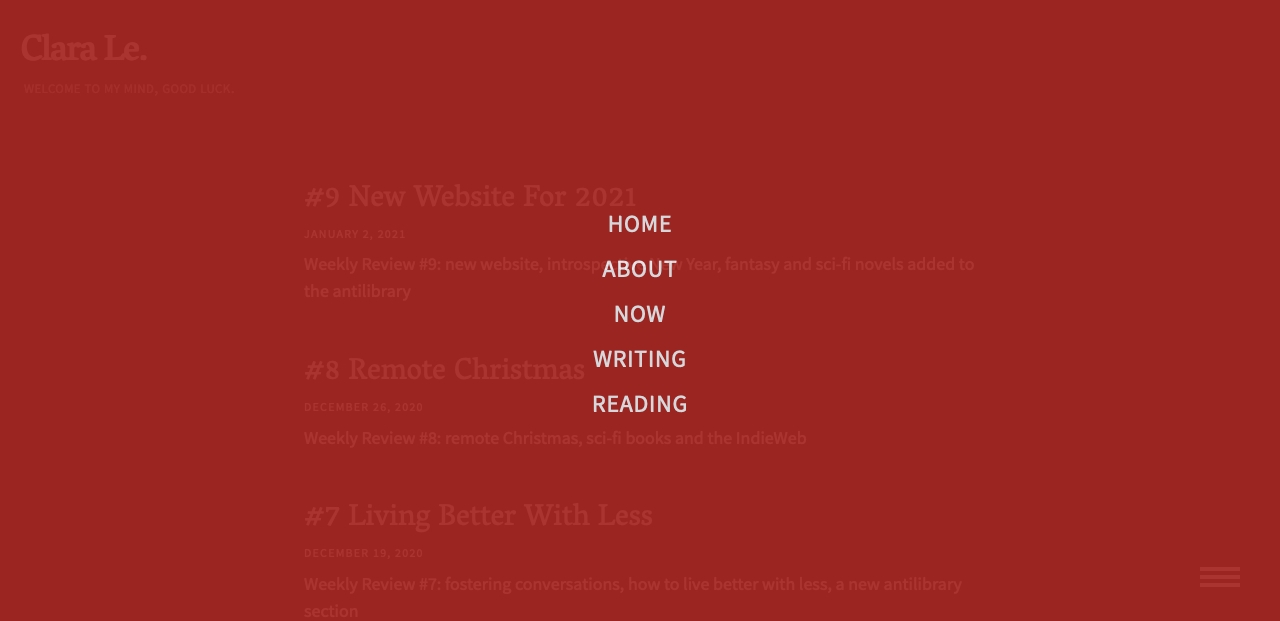 Clara Le.
WELCOME TO MY MIND, GOOD LUCK.
#9 New Website For 2021
HOME
JANUARY 2, 2021
Weekly Review #9: new website, New Year, fantasy and sci-fi novels added to
ABOUT
the antilibrary
NOW
WRITING
#8 Remote Christmas
READING
DECEMBER 26, 2020
Weekly Review #8: remote Christmas, sci-fi books and the IndieWeb
#7 Living Better With Less
DECEMBER 19, 2020
Weekly Review #7: fostering conversations, how to live better with less, a new antilibrary
section